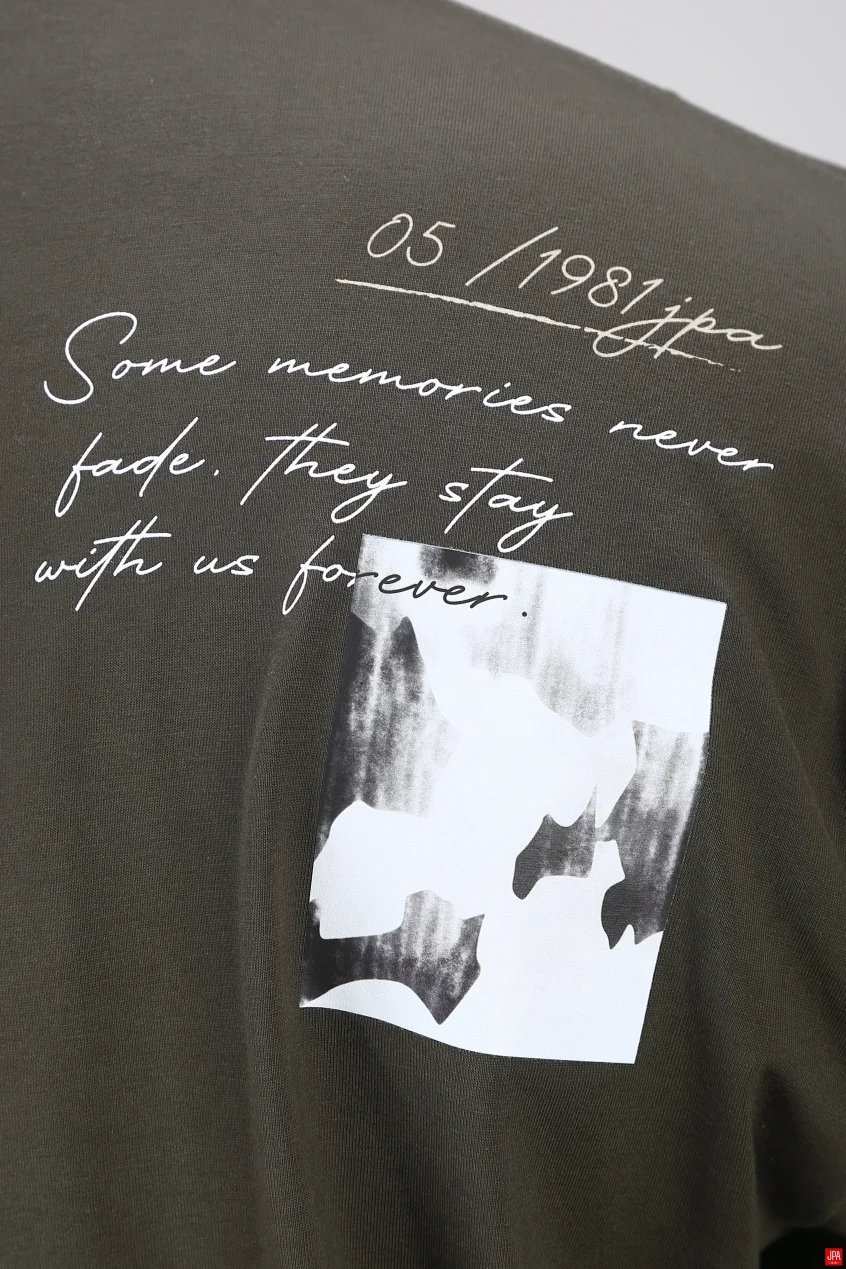 05 / 1981 jpa
Some memories never
fade. They stay
with us forever.
JPA